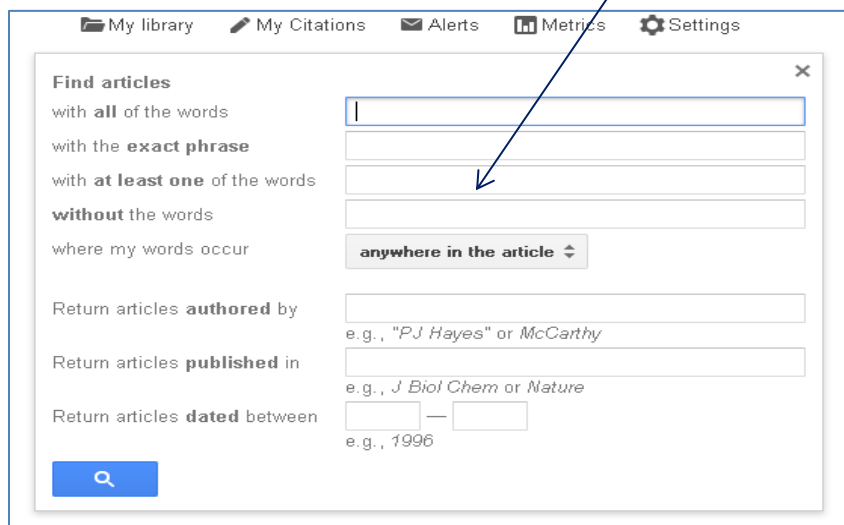 My library My Citations Alerts Metrics Settings
Find articles
with all of the words
with the exact phrase
with at least one of the words
without the words
where my words occur anywhere in the article
Return articles authored by
e.g., "PJ Hayes" or McCarthy
Return articles published in
e.g., J Biol Chem or Nature
Return articles dated between —
e.g., 1996